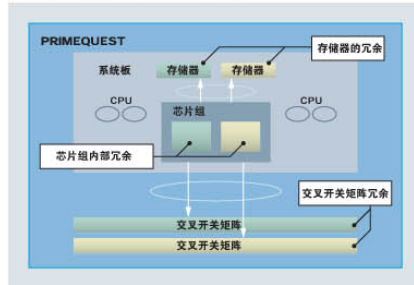 PRIMEQUEST
存储器的冗余
系统板
存储器
存储器
CPU
CPU
芯片组
芯片组内部冗余
交叉开关矩阵冗余
交叉开关矩阵
交叉开关矩阵